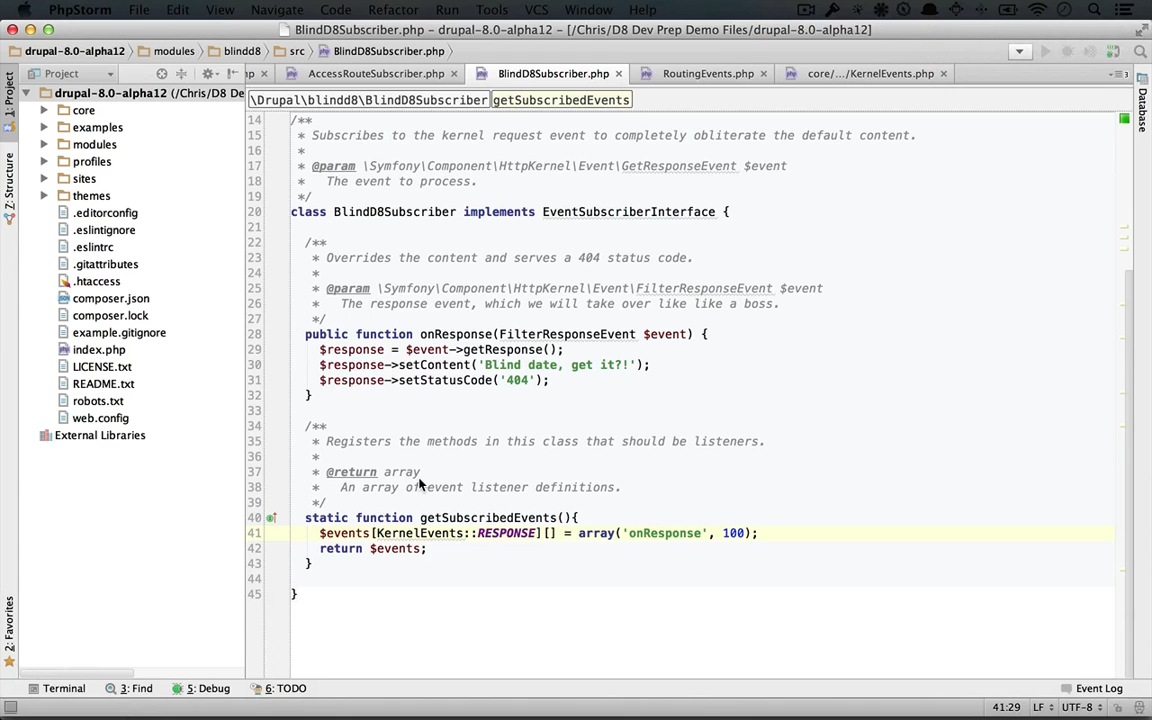 PhpStorm File Edit View Navigate Code Refactor Run Tools VCS Window Help
BlindD8Subscriber.php - [/Chris/D8 Dev Prep Demo Files/drupal-8.0-alpha12]
drupal-8.0-alpha12 modules blindd8 src BlindD8Subscriber.php
Project AccessRouteSubscriber.php BlindD8Subscriber.php RoutingEvents.php core/.../KernelEvents.php
drupal-8.0-alpha12 (/Chris/D8 De
\Drupal\blindd8\BlindD8Subscriber getSubscribedEvents
core
examples
modules
profiles
sites
themes
.editorconfig
.eslintignore
.eslintrc
.gitattributes
.htaccess
composer.json
composer.lock
example.gitignore
index.php
LICENSE.txt
README.txt
robots.txt
web.config
External Libraries
1: Project
Z: Structure
2: Favorites
Database
14 /**
15 * Subscribes to the kernel request event to completely obliterate the default content.
16 *
17 * @param \Symfony\Component\HttpKernel\Event\GetResponseEvent $event
18 * The event to process.
19 */
20 class BlindD8Subscriber implements EventSubscriberInterface {
21
22 /**
23 * Overrides the content and serves a 404 status code.
24 *
25 * @param \Symfony\Component\HttpKernel\Event\FilterResponseEvent $event
26 * The response event, which we will take over like like a boss.
27 */
28 public function onResponse(FilterResponseEvent $event) {
29 $response = $event->getResponse();
30 $response->setContent('Blind date, get it?!');
31 $response->setStatusCode('404');
32 }
33
34 /**
35 * Registers the methods in this class that should be listeners.
36 *
37 * @return array
38 * An array of event listener definitions.
39 */
40 static function getSubscribedEvents(){
41 $events[KernelEvents::RESPONSE][] = array('onResponse', 100);
42 return $events;
43 }
44
45 }
Terminal 3: Find 5: Debug 6: TODO Event Log
41:29 LF UTF-8